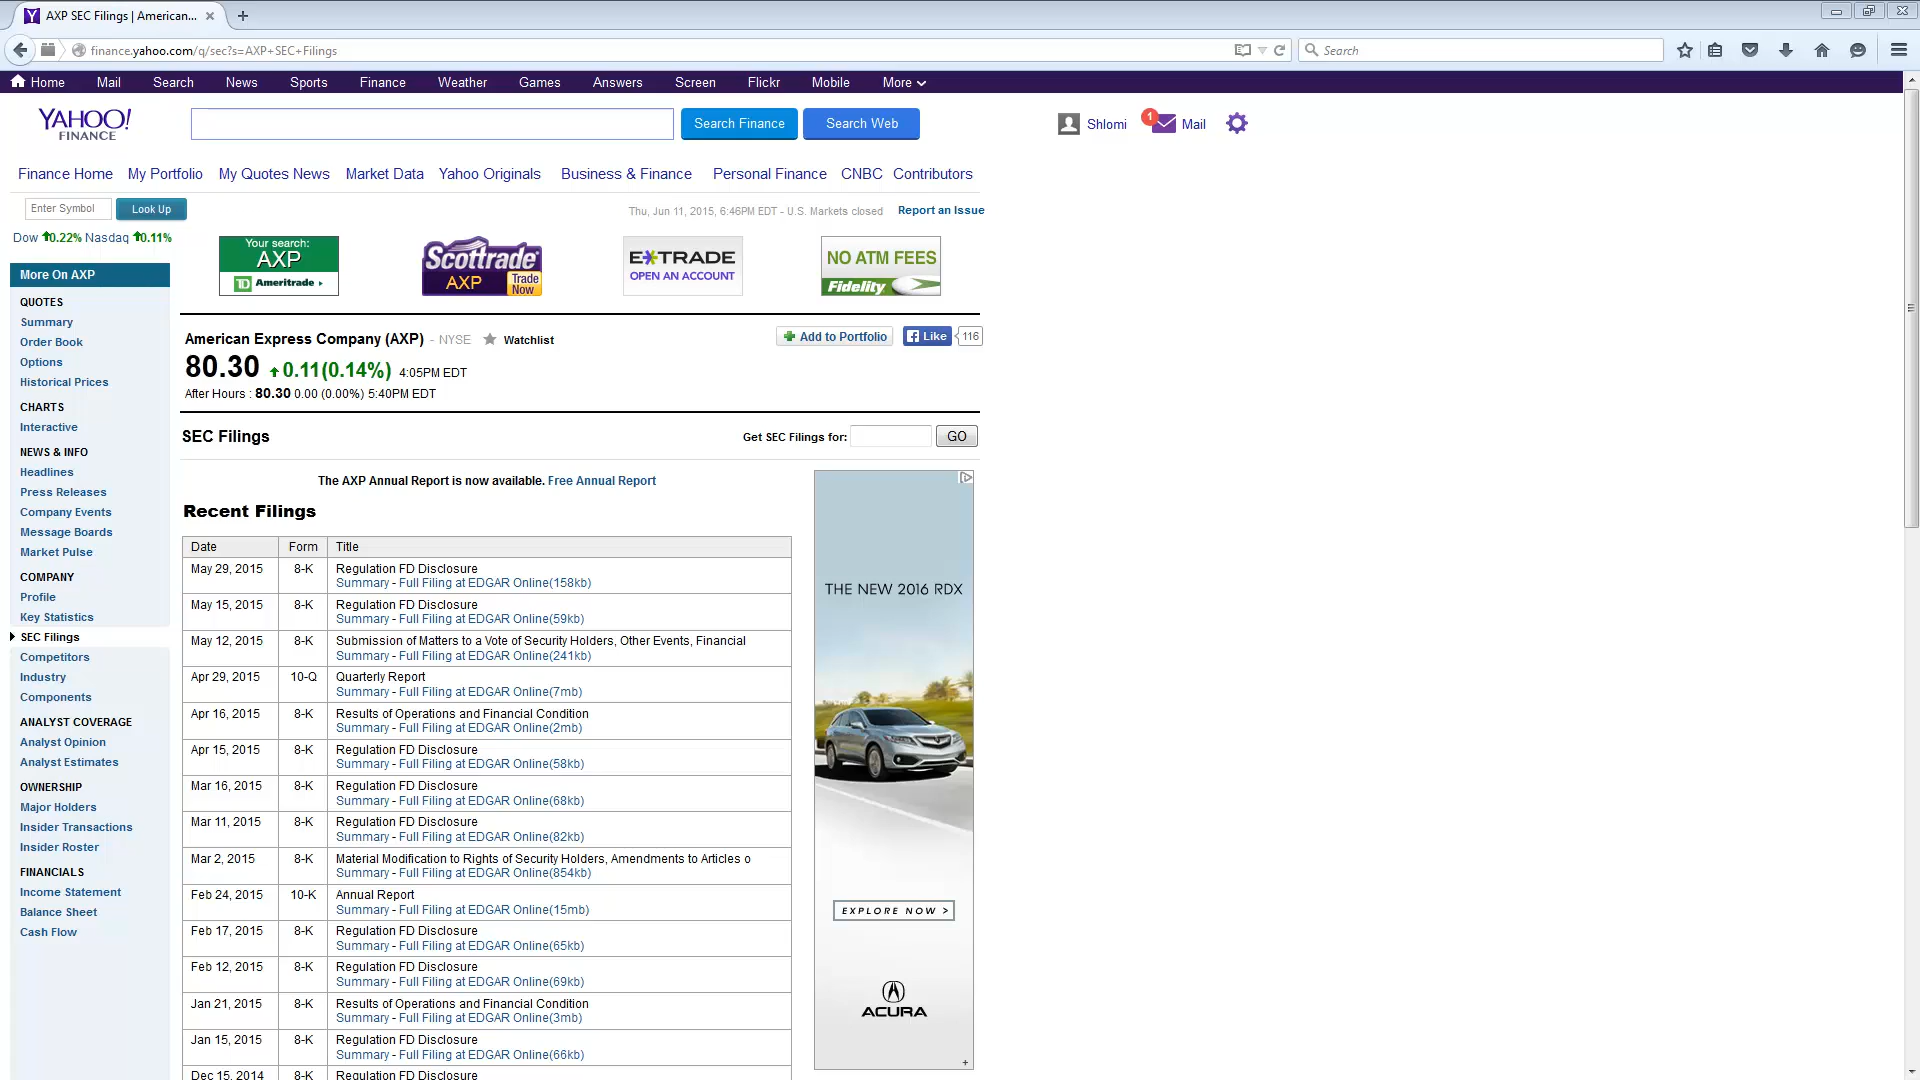 AXP SEC Filings | American...
finance.yahoo.com/q/sec?s=AXP+SEC+Filings
Search
Home Mail Search News Sports Finance Weather Games Answers Screen Flickr Mobile More
YAHOO!
FINANCE
Search Finance
Search Web
Shlomi
1
Mail
Finance Home My Portfolio My Quotes News Market Data Yahoo Originals Business & Finance Personal Finance CNBC Contributors
Enter Symbol
Look Up
Thu, Jun 11, 2015, 6:46PM EDT - U.S. Markets closed
Report an Issue
Dow 0.22% Nasdaq 0.11%
Your search:
AXP
TD Ameritrade
Scottrade
AXP
Trade
Now
E*TRADE
OPEN AN ACCOUNT
NO ATM FEES
Fidelity
More On AXP
QUOTES
Summary
Order Book
Options
Historical Prices
CHARTS
Interactive
NEWS & INFO
Headlines
Press Releases
Company Events
Message Boards
Market Pulse
COMPANY
Profile
Key Statistics
SEC Filings
Competitors
Industry
Components
ANALYST COVERAGE
Analyst Opinion
Analyst Estimates
OWNERSHIP
Major Holders
Insider Transactions
Insider Roster
FINANCIALS
Income Statement
Balance Sheet
Cash Flow
American Express Company (AXP) - NYSE Watchlist
Add to Portfolio
Like
116
80.30 0.11(0.14%) 4:05PM EDT
After Hours : 80.30 0.00 (0.00%) 5:40PM EDT
SEC Filings
Get SEC Filings for:
GO
The AXP Annual Report is now available. Free Annual Report
Recent Filings
Date Form Title
May 29, 2015 8-K Regulation FD Disclosure
Summary - Full Filing at EDGAR Online(158kb)
May 15, 2015 8-K Regulation FD Disclosure
Summary - Full Filing at EDGAR Online(59kb)
May 12, 2015 8-K Submission of Matters to a Vote of Security Holders, Other Events, Financial
Summary - Full Filing at EDGAR Online(241kb)
Apr 29, 2015 10-Q Quarterly Report
Summary - Full Filing at EDGAR Online(7mb)
Apr 16, 2015 8-K Results of Operations and Financial Condition
Summary - Full Filing at EDGAR Online(2mb)
Apr 15, 2015 8-K Regulation FD Disclosure
Summary - Full Filing at EDGAR Online(58kb)
Mar 16, 2015 8-K Regulation FD Disclosure
Summary - Full Filing at EDGAR Online(68kb)
Mar 11, 2015 8-K Regulation FD Disclosure
Summary - Full Filing at EDGAR Online(82kb)
Mar 2, 2015 8-K Material Modification to Rights of Security Holders, Amendments to Articles o
Summary - Full Filing at EDGAR Online(854kb)
Feb 24, 2015 10-K Annual Report
Summary - Full Filing at EDGAR Online(15mb)
Feb 17, 2015 8-K Regulation FD Disclosure
Summary - Full Filing at EDGAR Online(65kb)
Feb 12, 2015 8-K Regulation FD Disclosure
Summary - Full Filing at EDGAR Online(69kb)
Jan 21, 2015 8-K Results of Operations and Financial Condition
Summary - Full Filing at EDGAR Online(3mb)
Jan 15, 2015 8-K Regulation FD Disclosure
Summary - Full Filing at EDGAR Online(66kb)
Dec 15, 2014 8-K Regulation FD Disclosure
THE NEW 2016 RDX
EXPLORE NOW >
ACURA